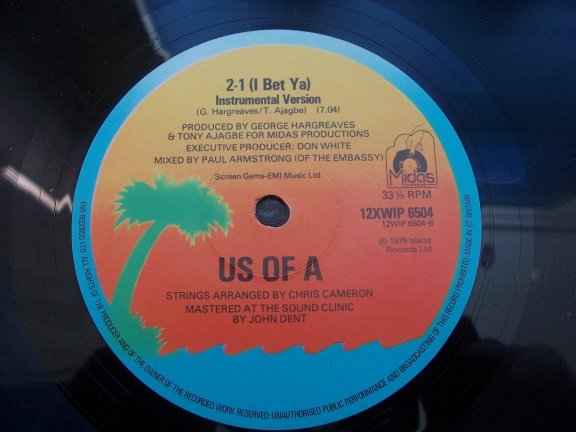 2-1 (I Bet Ya)
Instrumental Version
(G. Hargreaves/T. Ajagbe) (7.04)
PRODUCED BY GEORGE HARGREAVES
& TONY AJAGBE FOR MIDAS PRODUCTIONS
EXECUTIVE PRODUCER: DON WHITE
MIXED BY PAUL ARMSTRONG (OF THE EMBASSY)
Screen Gems-EMI Music Ltd
Midas
33⅓ RPM
12XWIP 6504
12WIP 6504-B
℗ 1979 Island
Records Ltd
US OF A
STRINGS ARRANGED BY CHRIS CAMERON
MASTERED AT THE SOUND CLINIC
BY JOHN DENT
EMI RECORDS LTD. ALL RIGHTS OF THE PRODUCER AND OF THE OWNER OF THE RECORDED WORK RESERVED · UNAUTHORISED PUBLIC PERFORMANCE AND BROADCASTING OF THIS RECORD PROHIBITED · MADE IN GT. BRITAIN